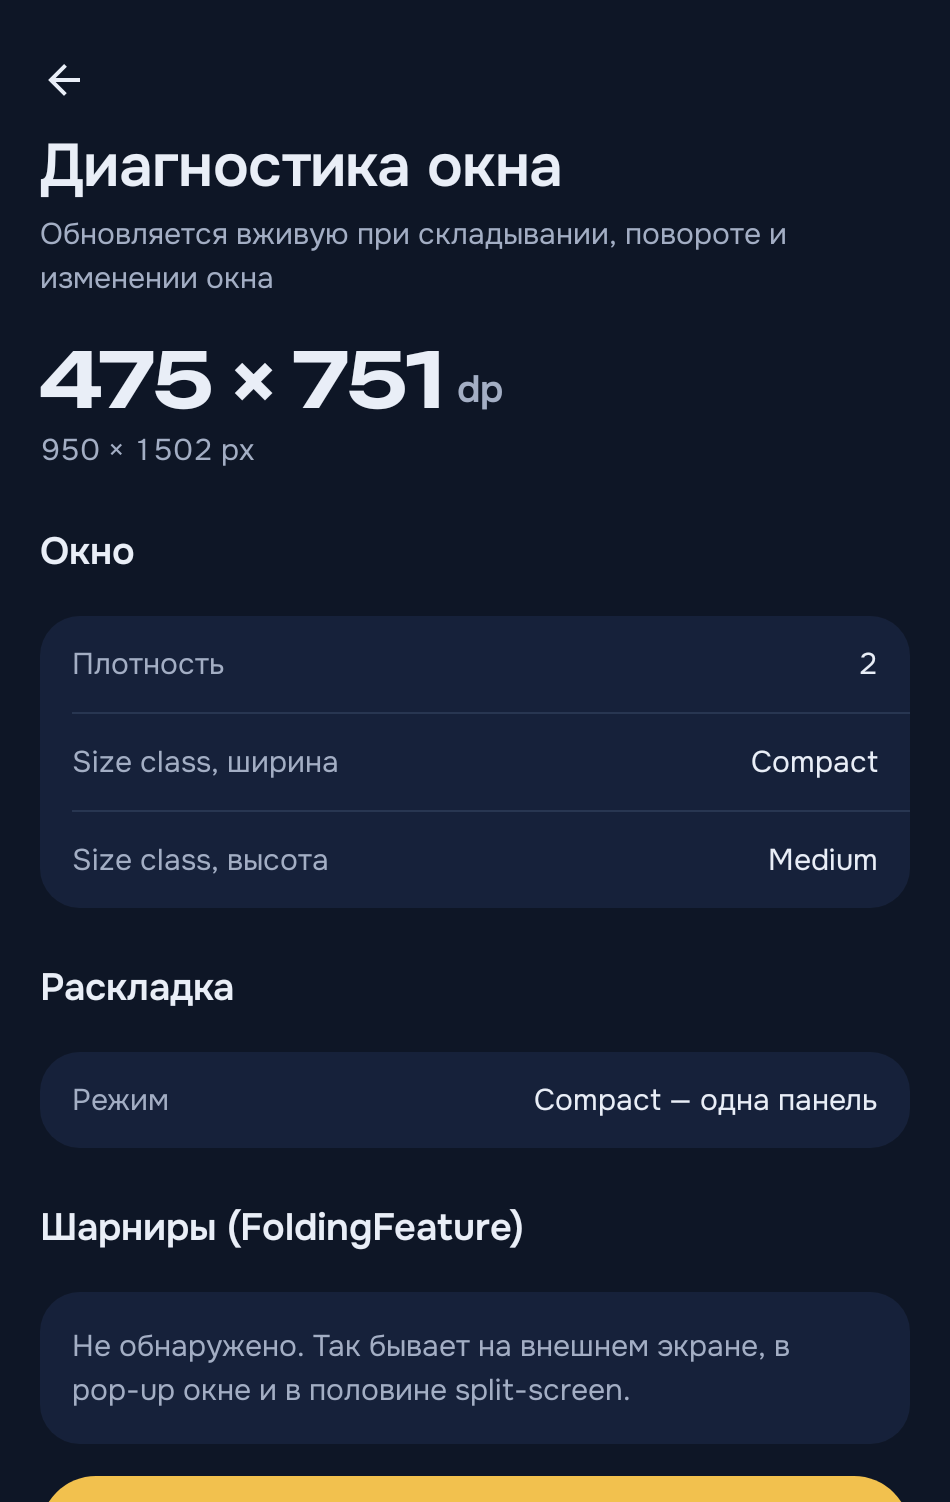 Диагностика окна
Обновляется вживую при складывании, повороте и
изменении окна
475 × 751 dp
950 × 1 502 px
Окно
Плотность 2
Size class, ширина Compact
Size class, высота Medium
Раскладка
Режим Compact — одна панель
Шарниры (FoldingFeature)
Не обнаружено. Так бывает на внешнем экране, в
pop-up окне и в половине split-screen.